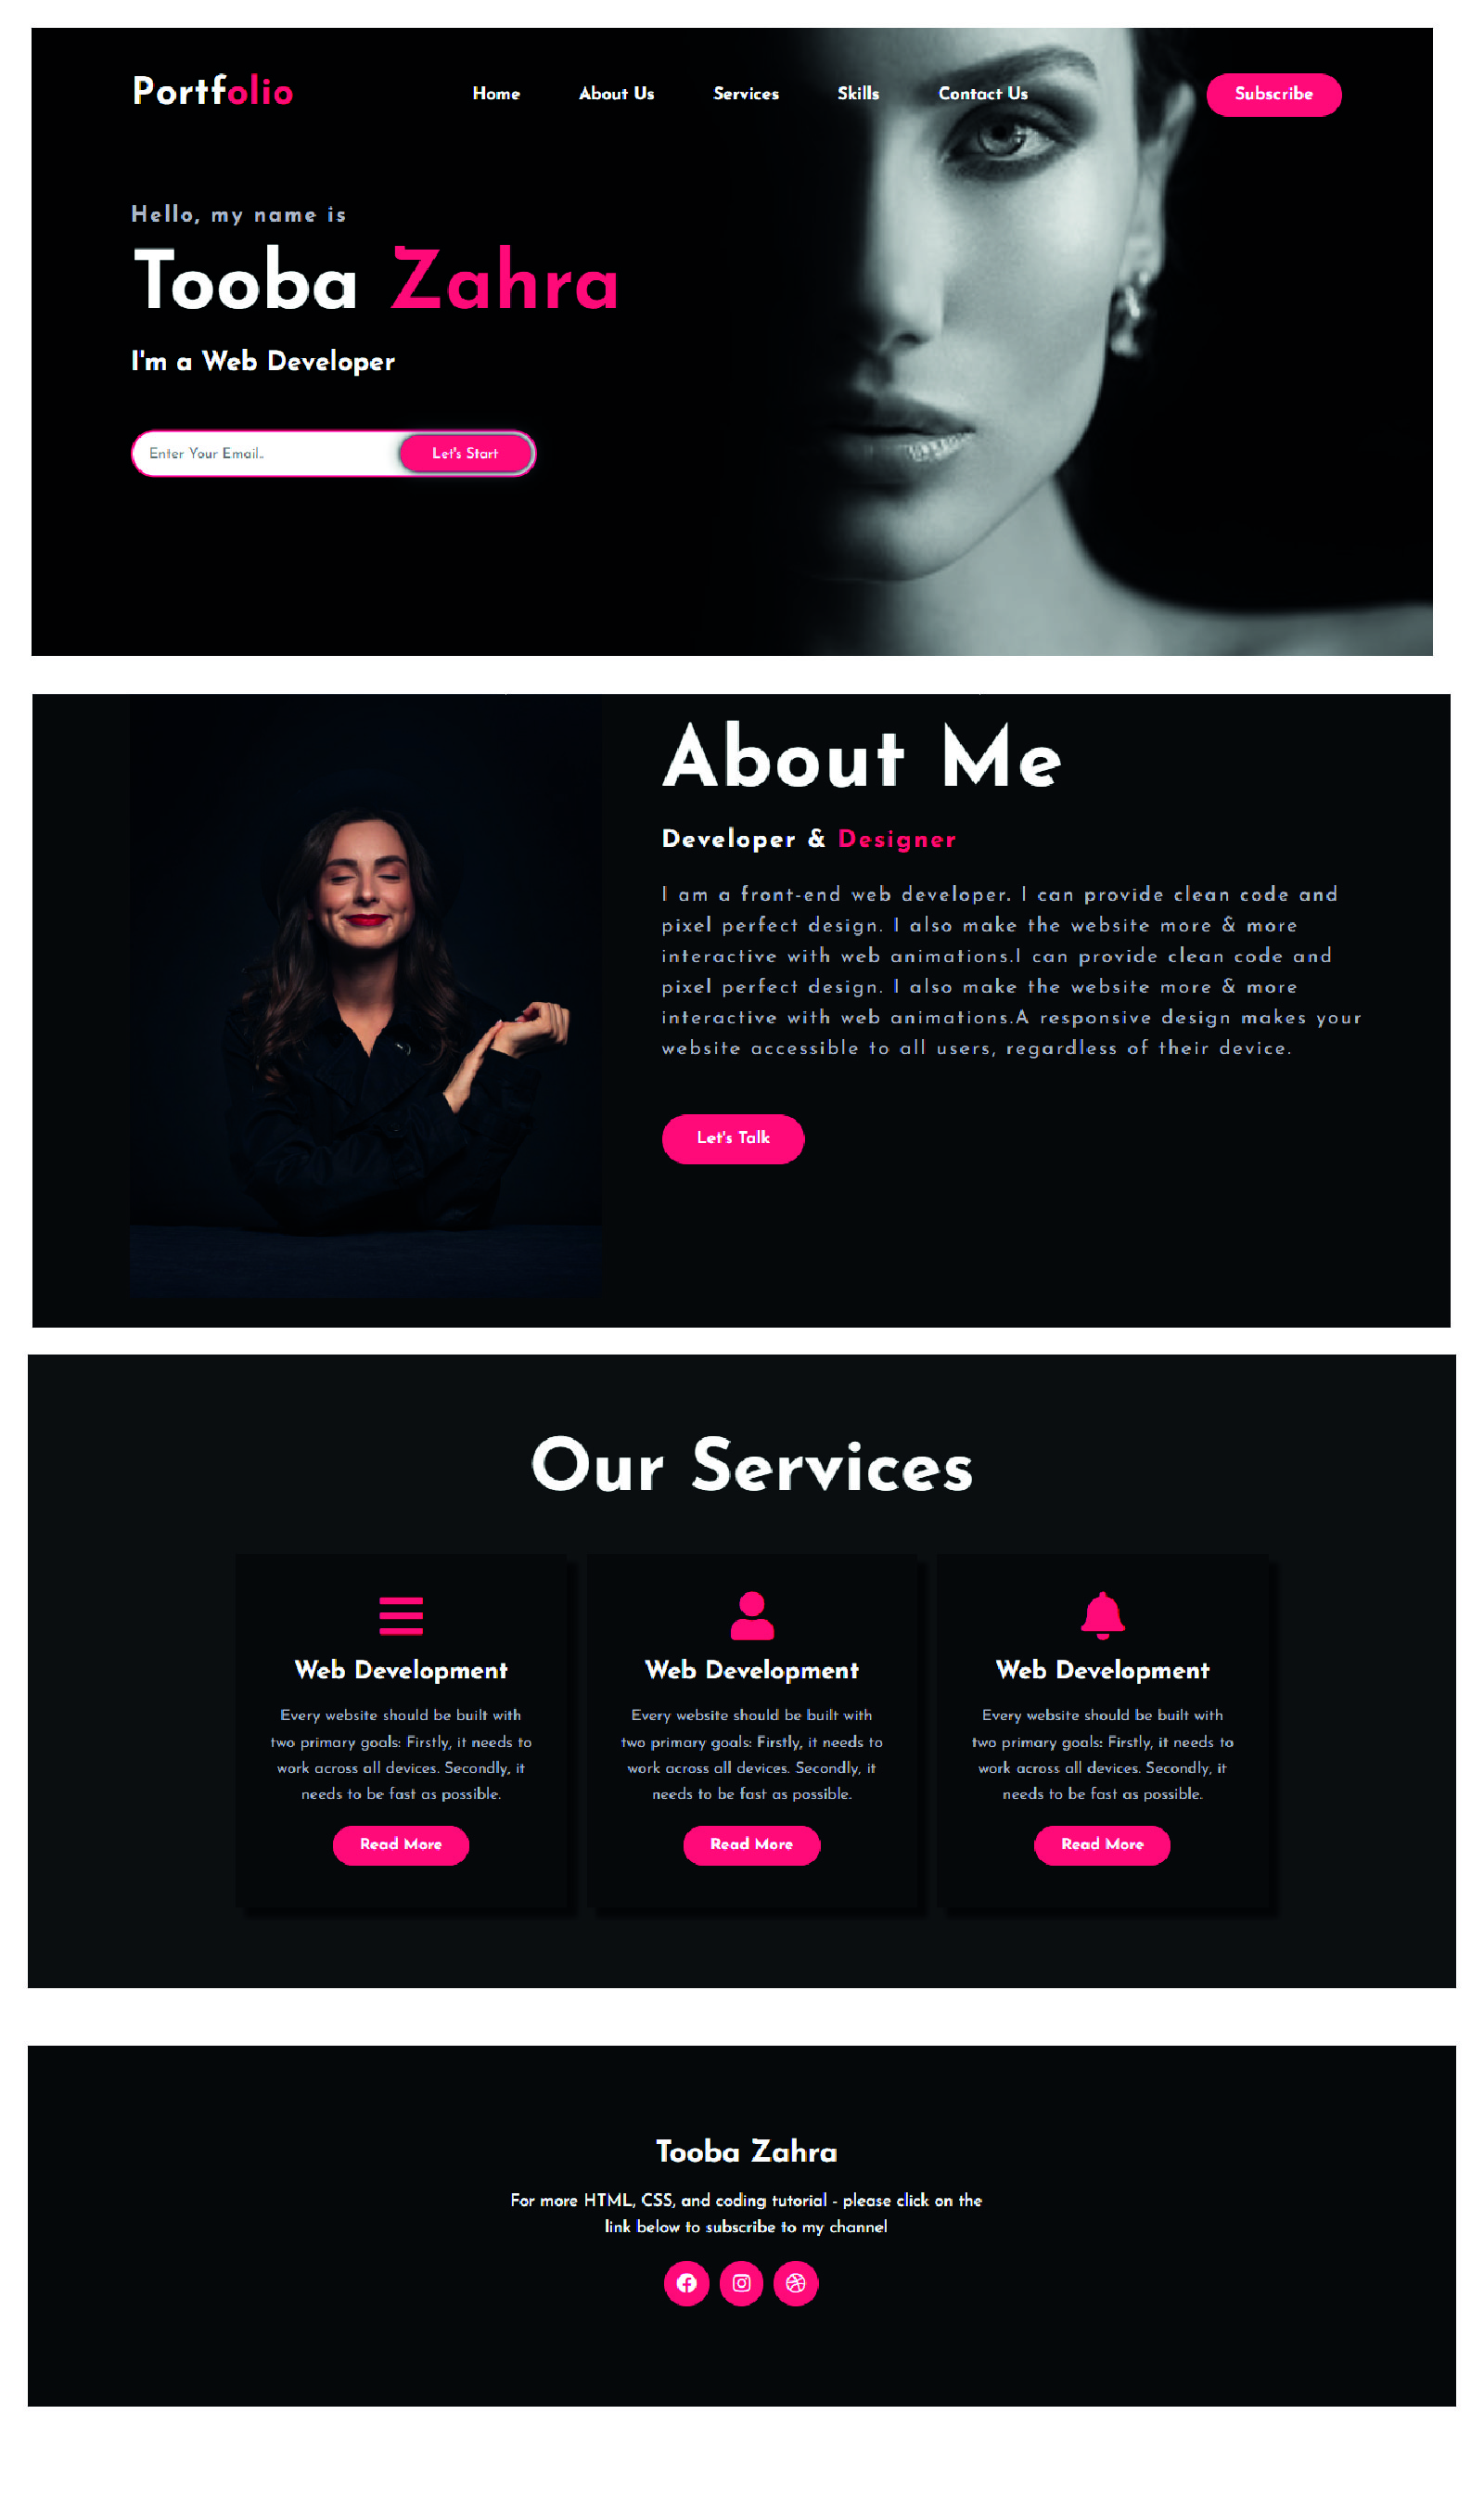 Portfolio
Home About Us Services Skills Contact Us
Subscribe
Hello, my name is
Tooba Zahra
I'm a Web Developer
Enter Your Email..
Let's Start
About Me
Developer & Designer
I am a front-end web developer. I can provide clean code and
pixel perfect design. I also make the website more & more
interactive with web animations.I can provide clean code and
pixel perfect design. I also make the website more & more
interactive with web animations.A responsive design makes your
website accessible to all users, regardless of their device.
Let's Talk
Our Services
Web Development
Every website should be built with
two primary goals: Firstly, it needs to
work across all devices. Secondly, it
needs to be fast as possible.
Read More
Web Development
Every website should be built with
two primary goals: Firstly, it needs to
work across all devices. Secondly, it
needs to be fast as possible.
Read More
Web Development
Every website should be built with
two primary goals: Firstly, it needs to
work across all devices. Secondly, it
needs to be fast as possible.
Read More
Tooba Zahra
For more HTML, CSS, and coding tutorial - please click on the
link below to subscribe to my channel